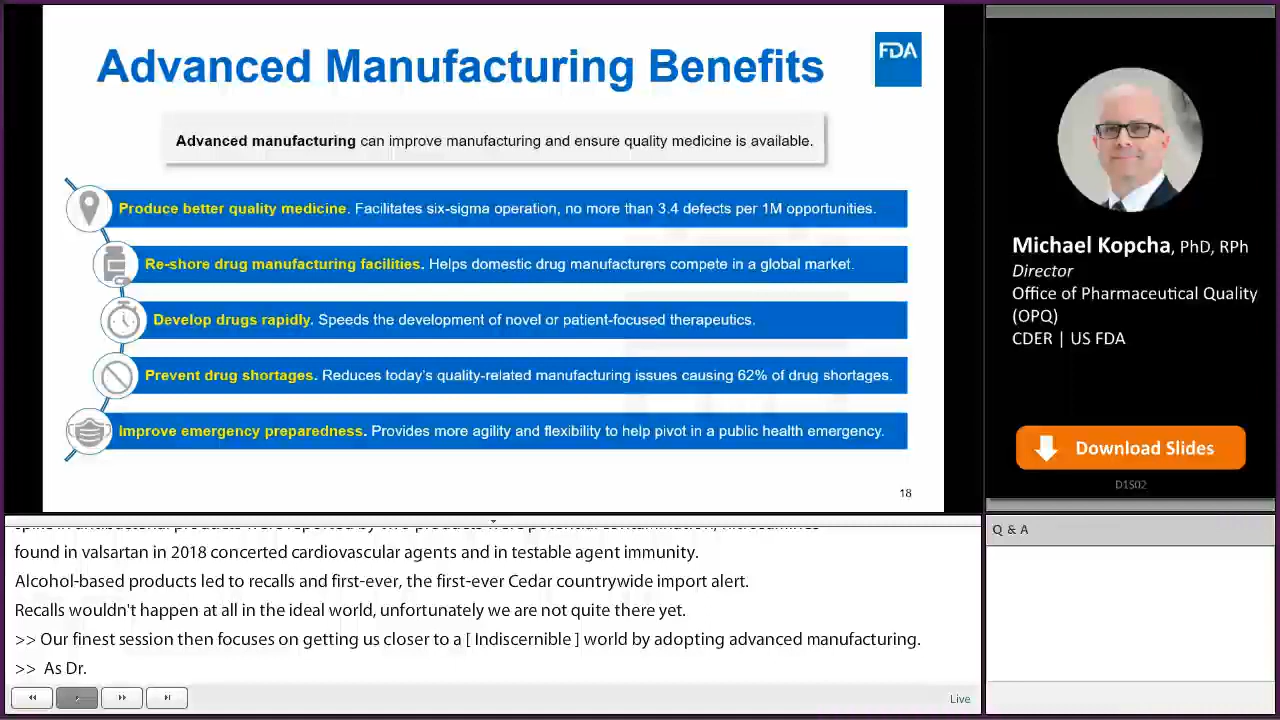 Advanced Manufacturing Benefits
FDA
Advanced manufacturing can improve manufacturing and ensure quality medicine is available.
Produce better quality medicine. Facilitates six-sigma operation, no more than 3.4 defects per 1M opportunities.
Re-shore drug manufacturing facilities. Helps domestic drug manufacturers compete in a global market.
Develop drugs rapidly. Speeds the development of novel or patient-focused therapeutics.
Prevent drug shortages. Reduces today's quality-related manufacturing issues causing 62% of drug shortages.
Improve emergency preparedness. Provides more agility and flexibility to help pivot in a public health emergency.
18
Michael Kopcha, PhD, RPh
Director
Office of Pharmaceutical Quality
(OPQ)
CDER | US FDA
Download Slides
D1S02
found in valsartan in 2018 concerted cardiovascular agents and in testable agent immunity.
Alcohol-based products led to recalls and first-ever, the first-ever Cedar countrywide import alert.
Recalls wouldn't happen at all in the ideal world, unfortunately we are not quite there yet.
>> Our finest session then focuses on getting us closer to a [ Indiscernible ] world by adopting advanced manufacturing.
>> As Dr.
Live
Q & A